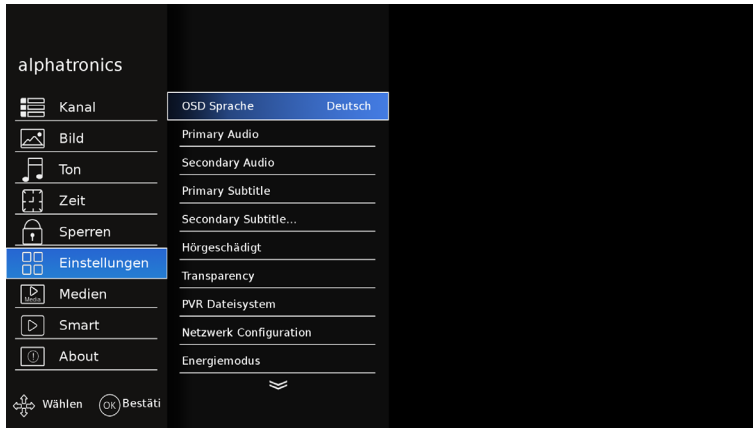 alphatronics
Kanal
Bild
Ton
Zeit
Sperren
Einstellungen
Media
Medien
Smart
About
Wählen
OK
Bestäti
OSD Sprache Deutsch
Primary Audio
Secondary Audio
Primary Subtitle
Secondary Subtitle...
Hörgeschädigt
Transparency
PVR Dateisystem
Netzwerk Configuration
Energiemodus